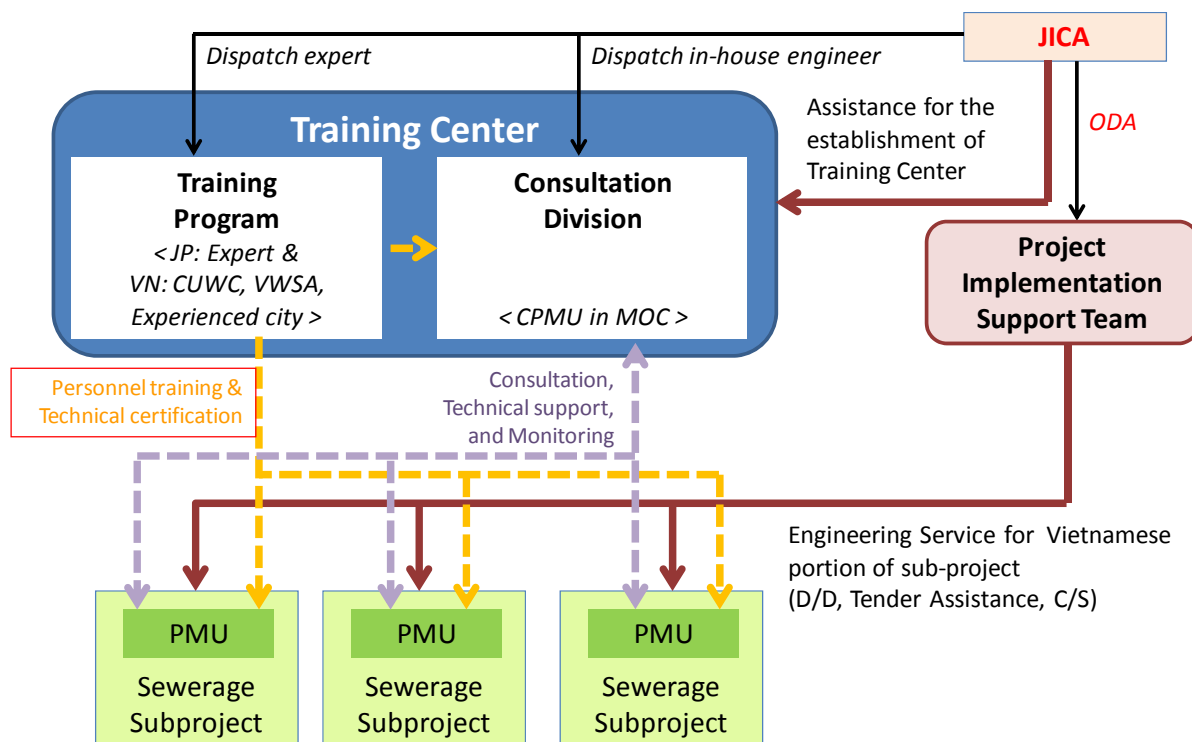 JICA
Dispatch expert
Dispatch in-house engineer
Assistance for the
establishment of
Training Center
ODA
Training Center
Training
Program
< JP: Expert &
VN: CUWC, VWSA,
Experienced city >
Consultation
Division
< CPMU in MOC >
Project
Implementation
Support Team
Personnel training &
Technical certification
Consultation,
Technical support,
and Monitoring
Engineering Service for Vietnamese
portion of sub-project
(D/D, Tender Assistance, C/S)
PMU
Sewerage
Subproject
PMU
Sewerage
Subproject
PMU
Sewerage
Subproject